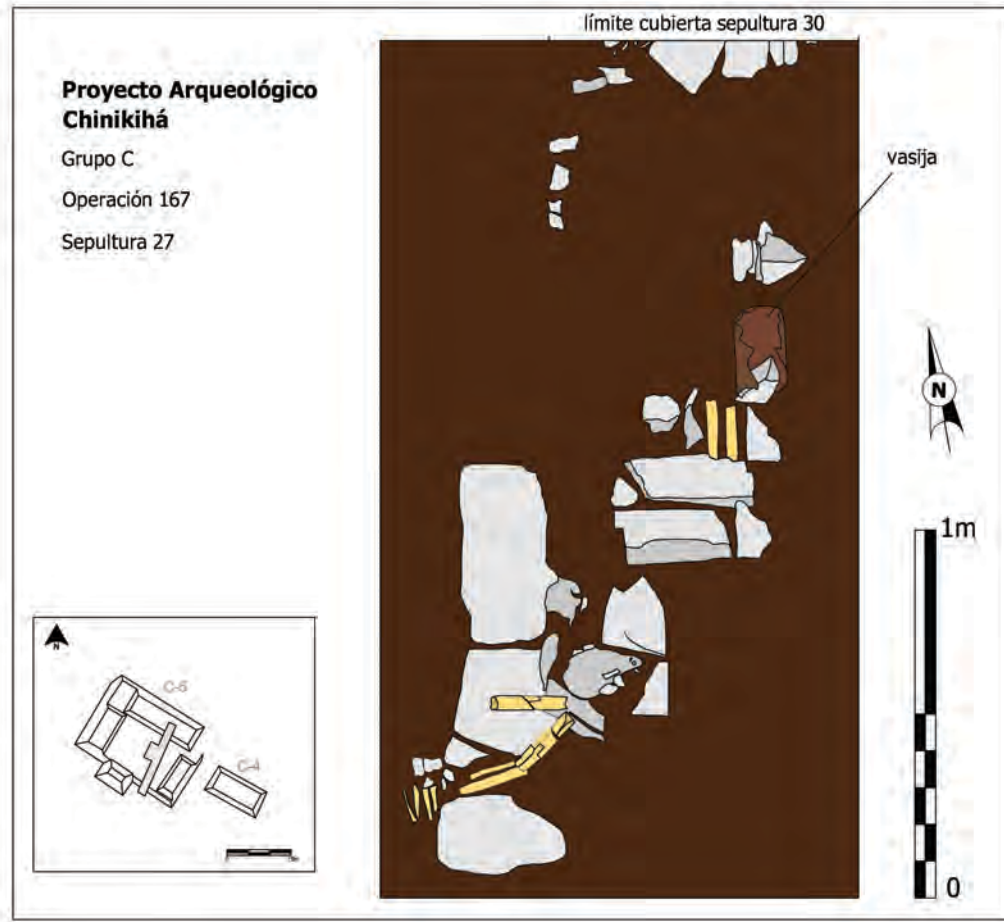 límite cubierta sepultura 30
Proyecto Arqueológico
Chinikihá
Grupo C
Operación 167
Sepultura 27
vasija
N
1m
0
N
C-5
C-4